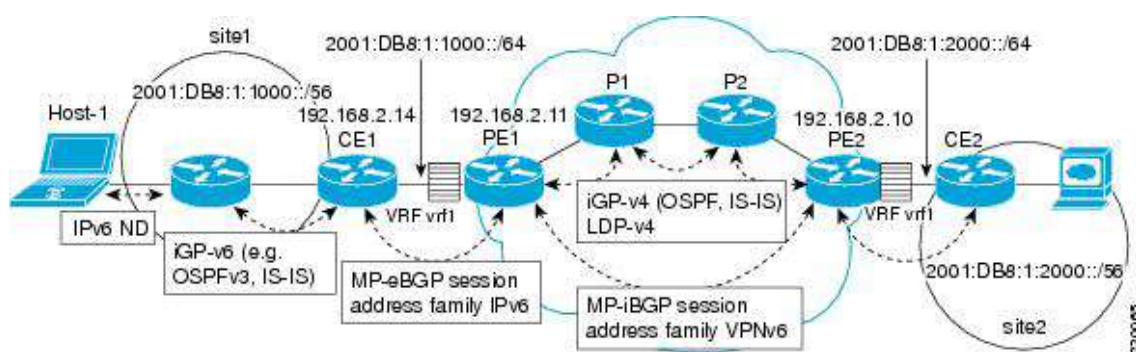 site1
2001:DB8:1:1000::/64
2001:DB8:1:2000::/64
P1
P2
Host-1
2001:DB8:1:1000::/56
192.168.2.14
192.168.2.11
192.168.2.10
CE1
PE1
PE2
CE2
VRF vrf1
VRF vrf1
iGP-v4 (OSPF, IS-IS)
LDP-v4
IPv6 ND
iGP-v6 (e.g.
OSPFv3, IS-IS)
MP-eBGP session
address family IPv6
MP-iBGP session
address family VPNv6
2001:DB8:1:2000::/56
site2